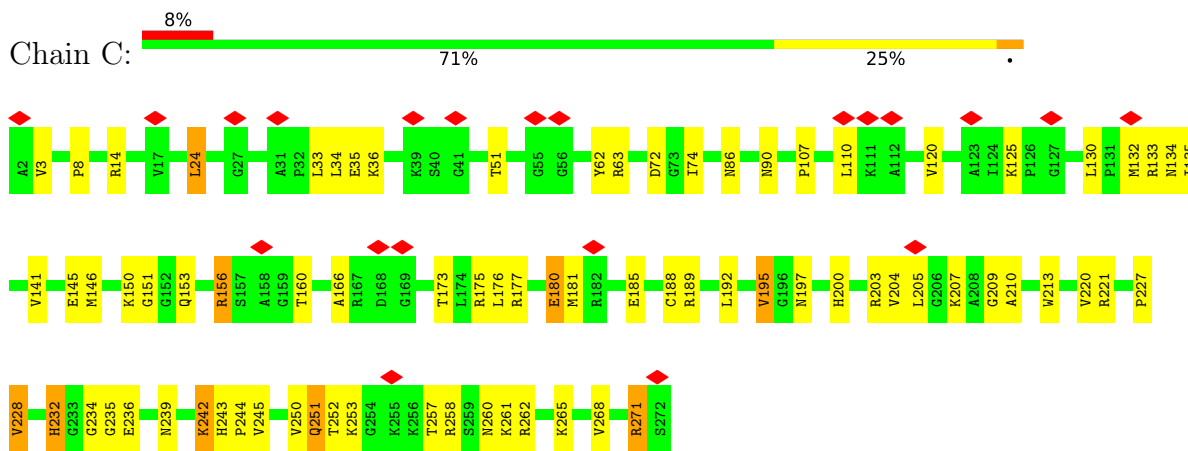 8%
Chain C:
71% 25% •
A2 V3 P8 R14 V17 L24 G27 A31 P32 L33 L34 E35 K36 K39 S40 G41 T51 G55 G56 Y62 R63 D72 G73 I74 N86 N90 P107 L110 K111 A112 V120 A123 I124 K125 P126 G127 L130 P131 M132 R133 N134 I135
V141 E145 M146 K150 G151 G152 Q153 R156 S157 A158 G159 T160 A166 R167 D168 G169 T173 L174 R175 L176 R177 E180 M181 R182 E185 C188 R189 L192 V195 G196 N197 H200 R203 V204 L205 G206 K207 A208 G209 A210 W213 V220 R221 P227
V228 H232 G233 G234 G235 E236 N239 K242 H243 P244 V245 V250 Q251 T252 K253 G254 K255 K256 T257 R258 S259 N260 K261 R262 K265 V268 R271 S272